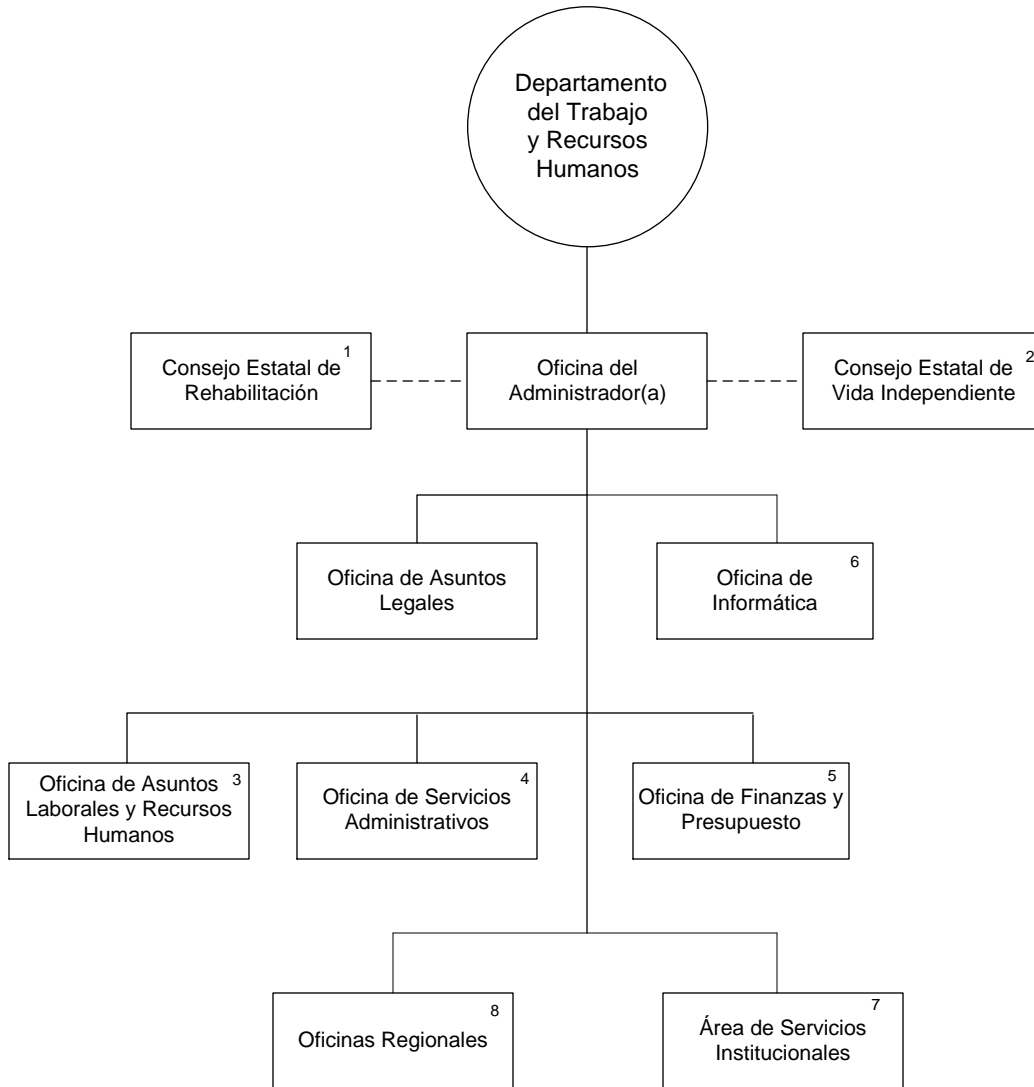 Departamento
del Trabajo
y Recursos
Humanos
Consejo Estatal de
Rehabilitación
1
Oficina del
Administrador(a)
Consejo Estatal de
Vida Independiente
2
Oficina de Asuntos
Legales
Oficina de
Informática
6
Oficina de Asuntos
Laborales y Recursos
Humanos
3
Oficina de Servicios
Administrativos
4
Oficina de Finanzas y
Presupuesto
5
Oficinas Regionales
8
Área de Servicios
Institucionales
7